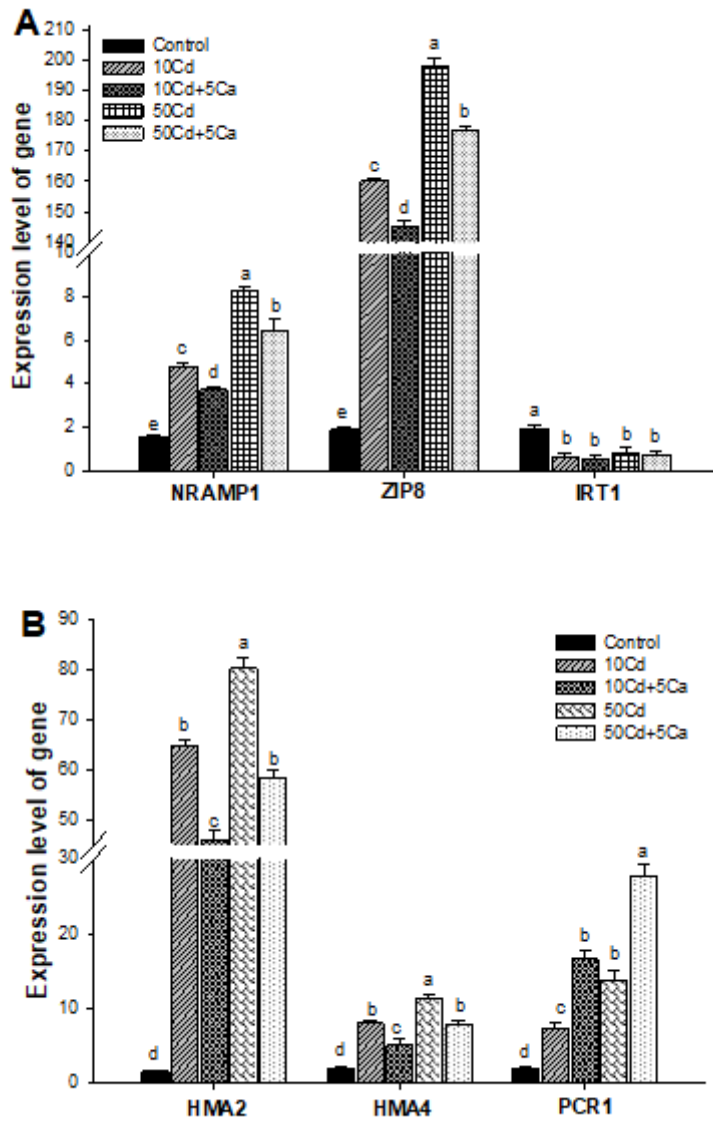 A
Control
10Cd
10Cd+5Ca
50Cd
50Cd+5Ca
Expression level of gene
210
200
190
180
170
160
150
140
10
8
6
4
2
0
e
c
d
a
b
e
c
d
a
b
a
b
b
b
b
NRAMP1
ZIP8
IRT1
B
Control
10Cd
10Cd+5Ca
50Cd
50Cd+5Ca
Expression level of gene
90
80
70
60
50
30
20
10
0
d
b
c
a
b
d
b
c
a
b
d
c
b
b
a
HMA2
HMA4
PCR1